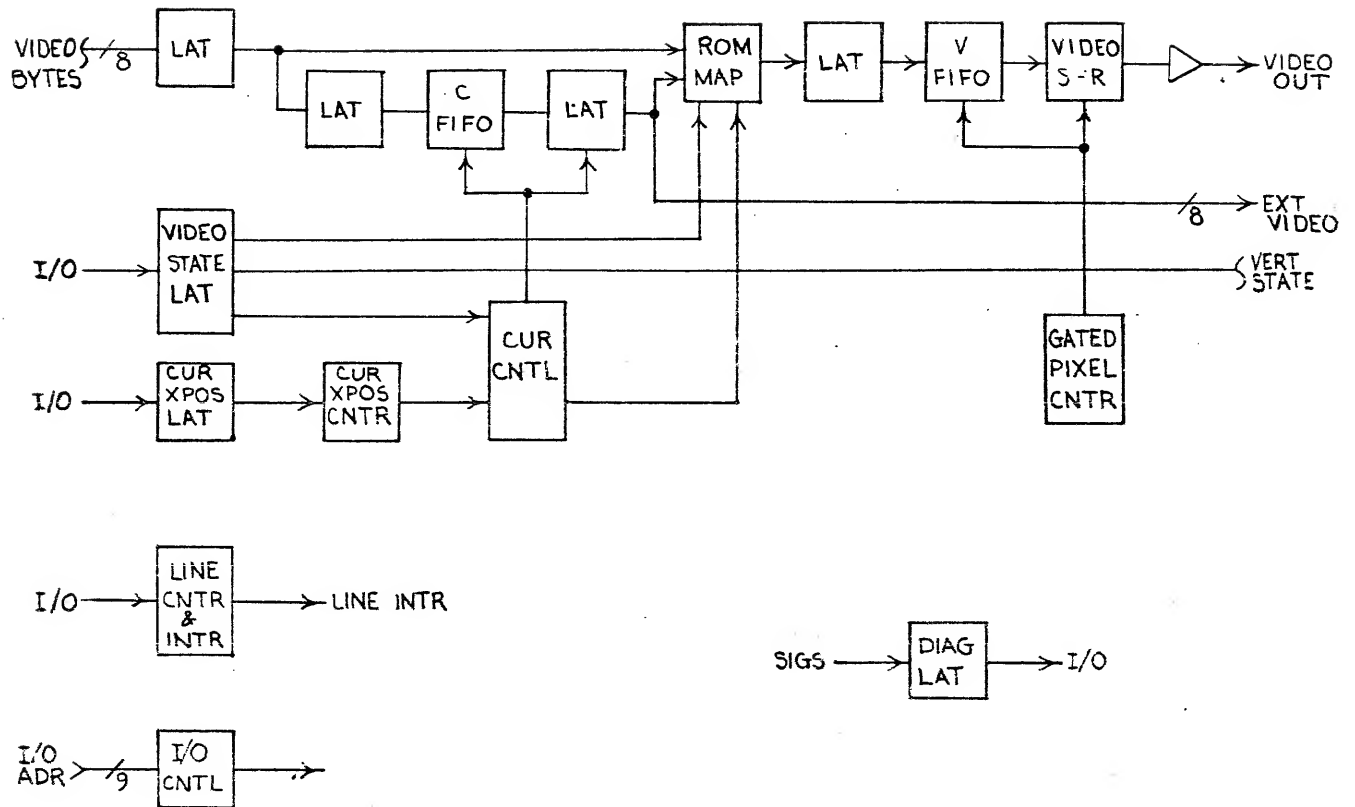 VIDEO
BYTES
8
LAT
LAT
C
FIFO
LAT
ROM
MAP
LAT
V
FIFO
VIDEO
S-R
VIDEO
OUT
8
EXT
VIDEO
I/O
VIDEO
STATE
LAT
VERT
STATE
I/O
CUR
XPOS
LAT
CUR
XPOS
CNTR
CUR
CNTL
GATED
PIXEL
CNTR
I/O
LINE
CNTR
&
INTR
LINE INTR
SIGS
DIAG
LAT
I/O
I/O
ADR
9
I/O
CNTL